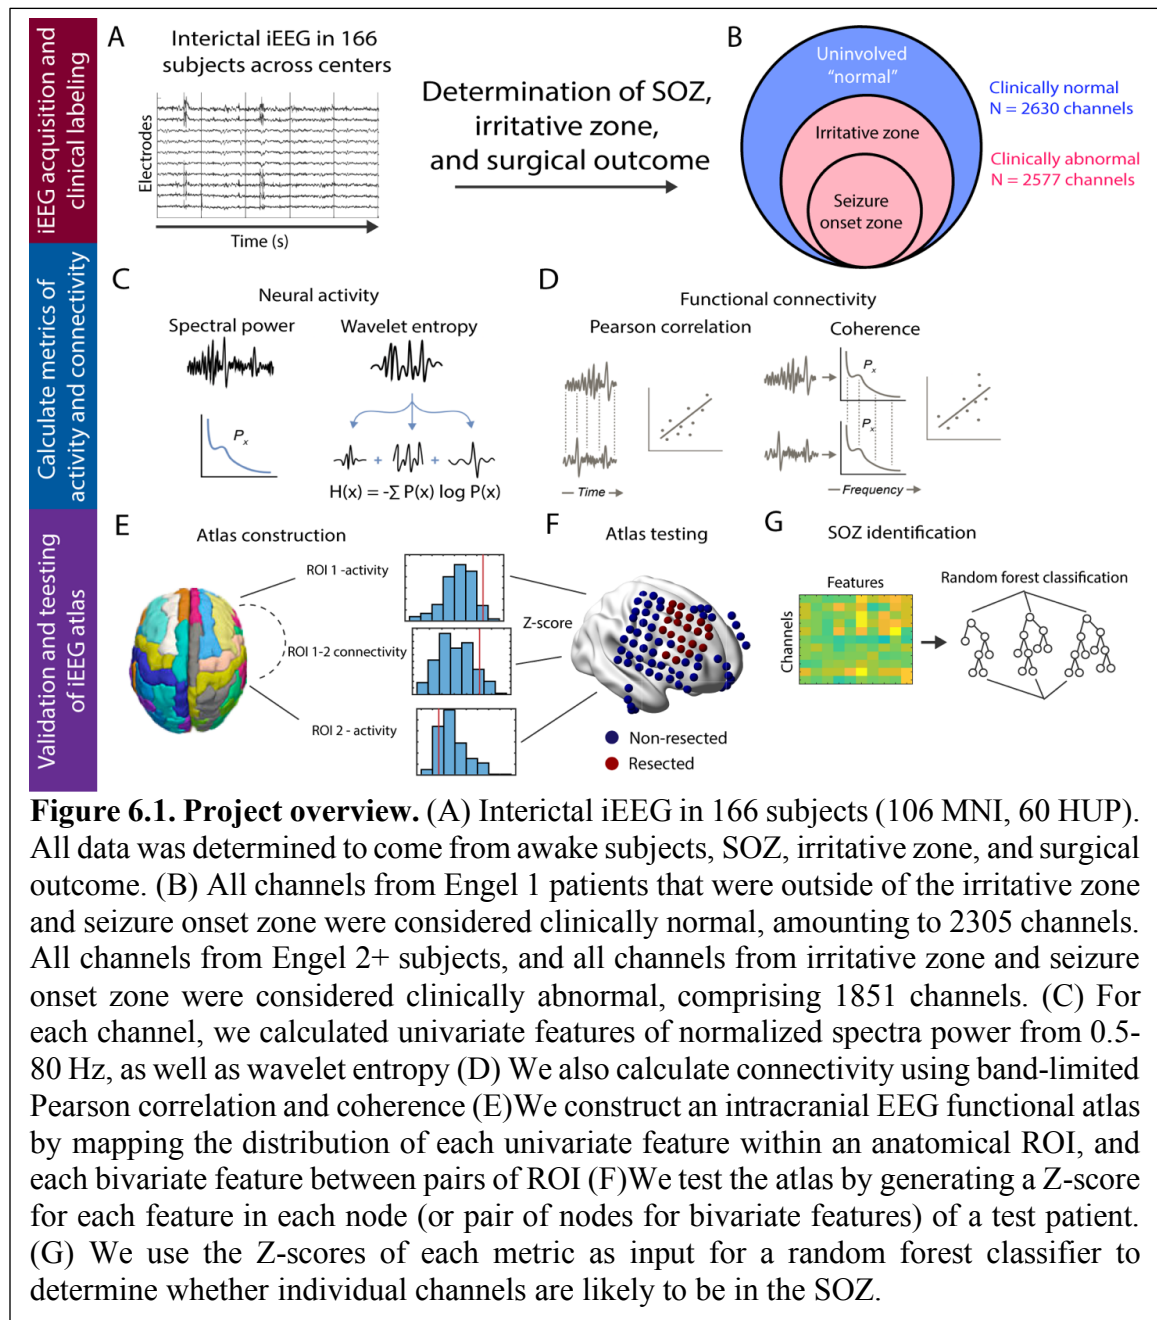 iEEG acquisition and
clinical labeling
A
Interictal iEEG in 166
subjects across centers
Electrodes
Time (s)
Determination of SOZ,
irritative zone,
and surgical outcome
B
Uninvolved
"normal"
Irritative zone
Seizure
onset zone
Clinically normal
N = 2630 channels
Clinically abnormal
N = 2577 channels
Calculate metrics of
activity and connectivity
C
Neural activity
Spectral power
Wavelet entropy
Px
+ +
H(x) = -Σ P(x) log P(x)
D
Functional connectivity
Pearson correlation
Coherence
Px
Px
Time
Frequency
Validation and teesting
of iEEG atlas
E
Atlas construction
ROI 1 -activity
ROI 1-2 connectivity
ROI 2 - activity
Z-score
F
Atlas testing
Non-resected
Resected
G
SOZ identification
Features
Channels
Random forest classification
Figure 6.1. Project overview. (A) Interictal iEEG in 166 subjects (106 MNI, 60 HUP).
All data was determined to come from awake subjects, SOZ, irritative zone, and surgical
outcome. (B) All channels from Engel 1 patients that were outside of the irritative zone
and seizure onset zone were considered clinically normal, amounting to 2305 channels.
All channels from Engel 2+ subjects, and all channels from irritative zone and seizure
onset zone were considered clinically abnormal, comprising 1851 channels. (C) For
each channel, we calculated univariate features of normalized spectra power from 0.5-
80 Hz, as well as wavelet entropy (D) We also calculate connectivity using band-limited
Pearson correlation and coherence (E)We construct an intracranial EEG functional atlas
by mapping the distribution of each univariate feature within an anatomical ROI, and
each bivariate feature between pairs of ROI (F)We test the atlas by generating a Z-score
for each feature in each node (or pair of nodes for bivariate features) of a test patient.
(G) We use the Z-scores of each metric as input for a random forest classifier to
determine whether individual channels are likely to be in the SOZ.